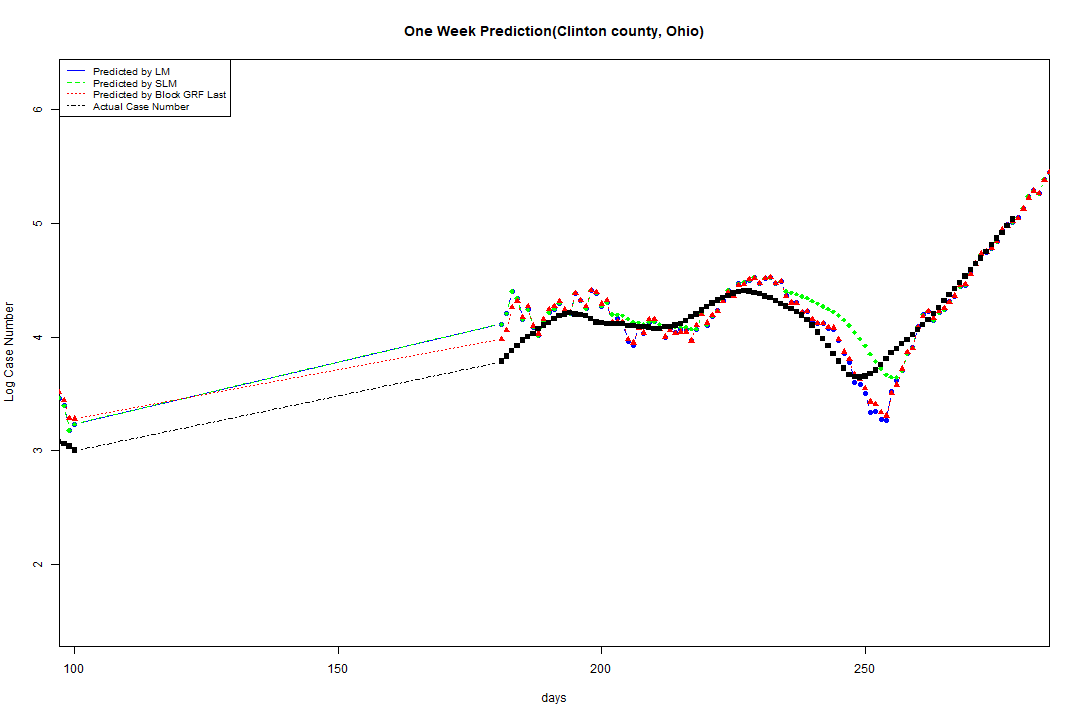 One Week Prediction(Clinton county, Ohio)
Predicted by LM
Predicted by SLM
Predicted by Block GRF Last
Actual Case Number
Log Case Number
6
5
4
3
2
100 150 200 250
days